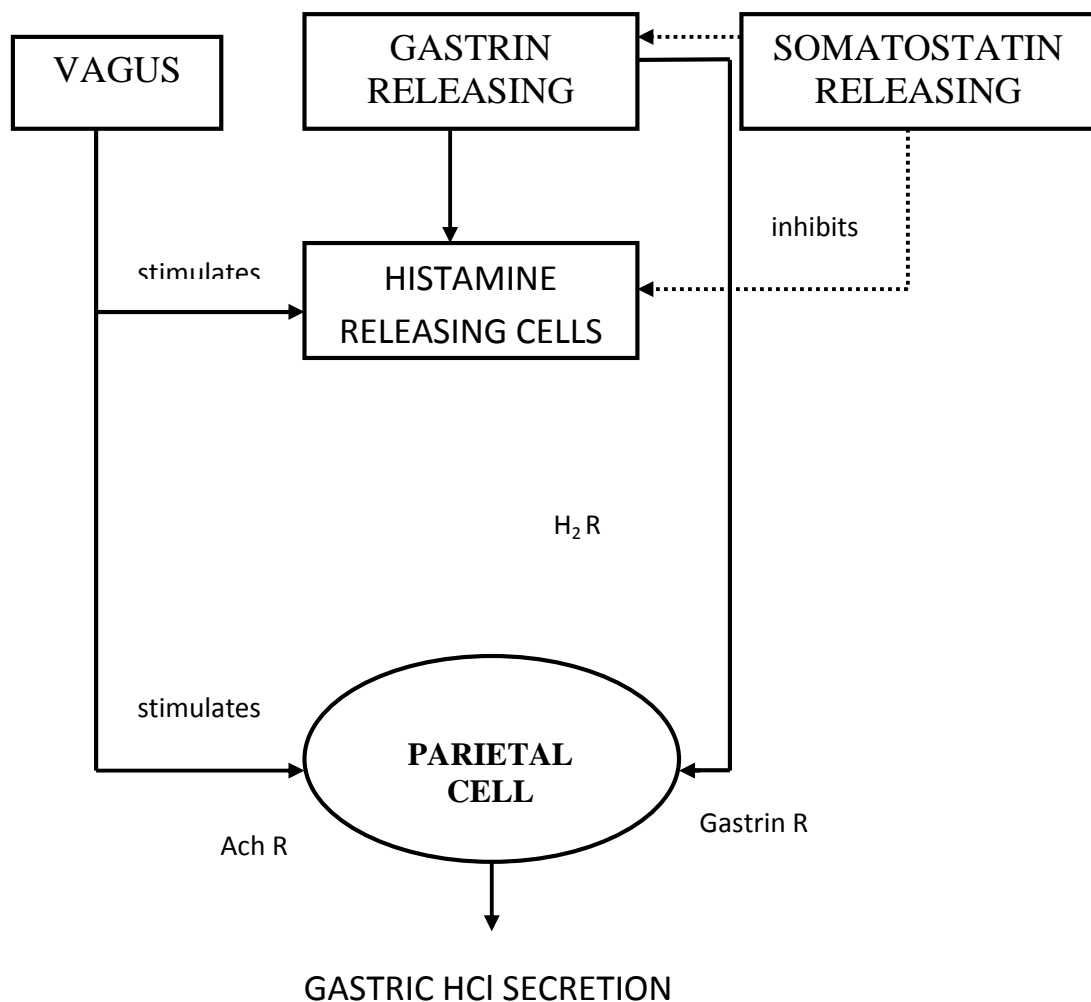 VAGUS
GASTRIN
RELEASING
SOMATOSTATIN
RELEASING
inhibits
stimulates
HISTAMINE
RELEASING CELLS
H₂ R
stimulates
PARIETAL
CELL
Ach R
Gastrin R
GASTRIC HCl SECRETION